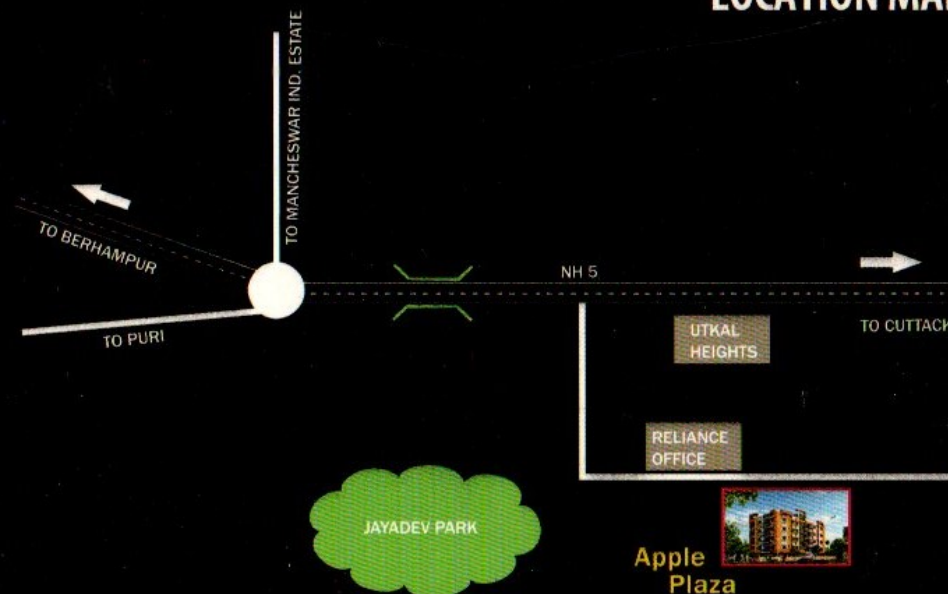 LOCATION
TO MANCHESWAR IND. ESTATE
TO BERHAMPUR
TO PURI
NH 5
TO CUTTACK
UTKAL
HEIGHTS
RELIANCE
OFFICE
JAYADEV PARK
Apple
Plaza